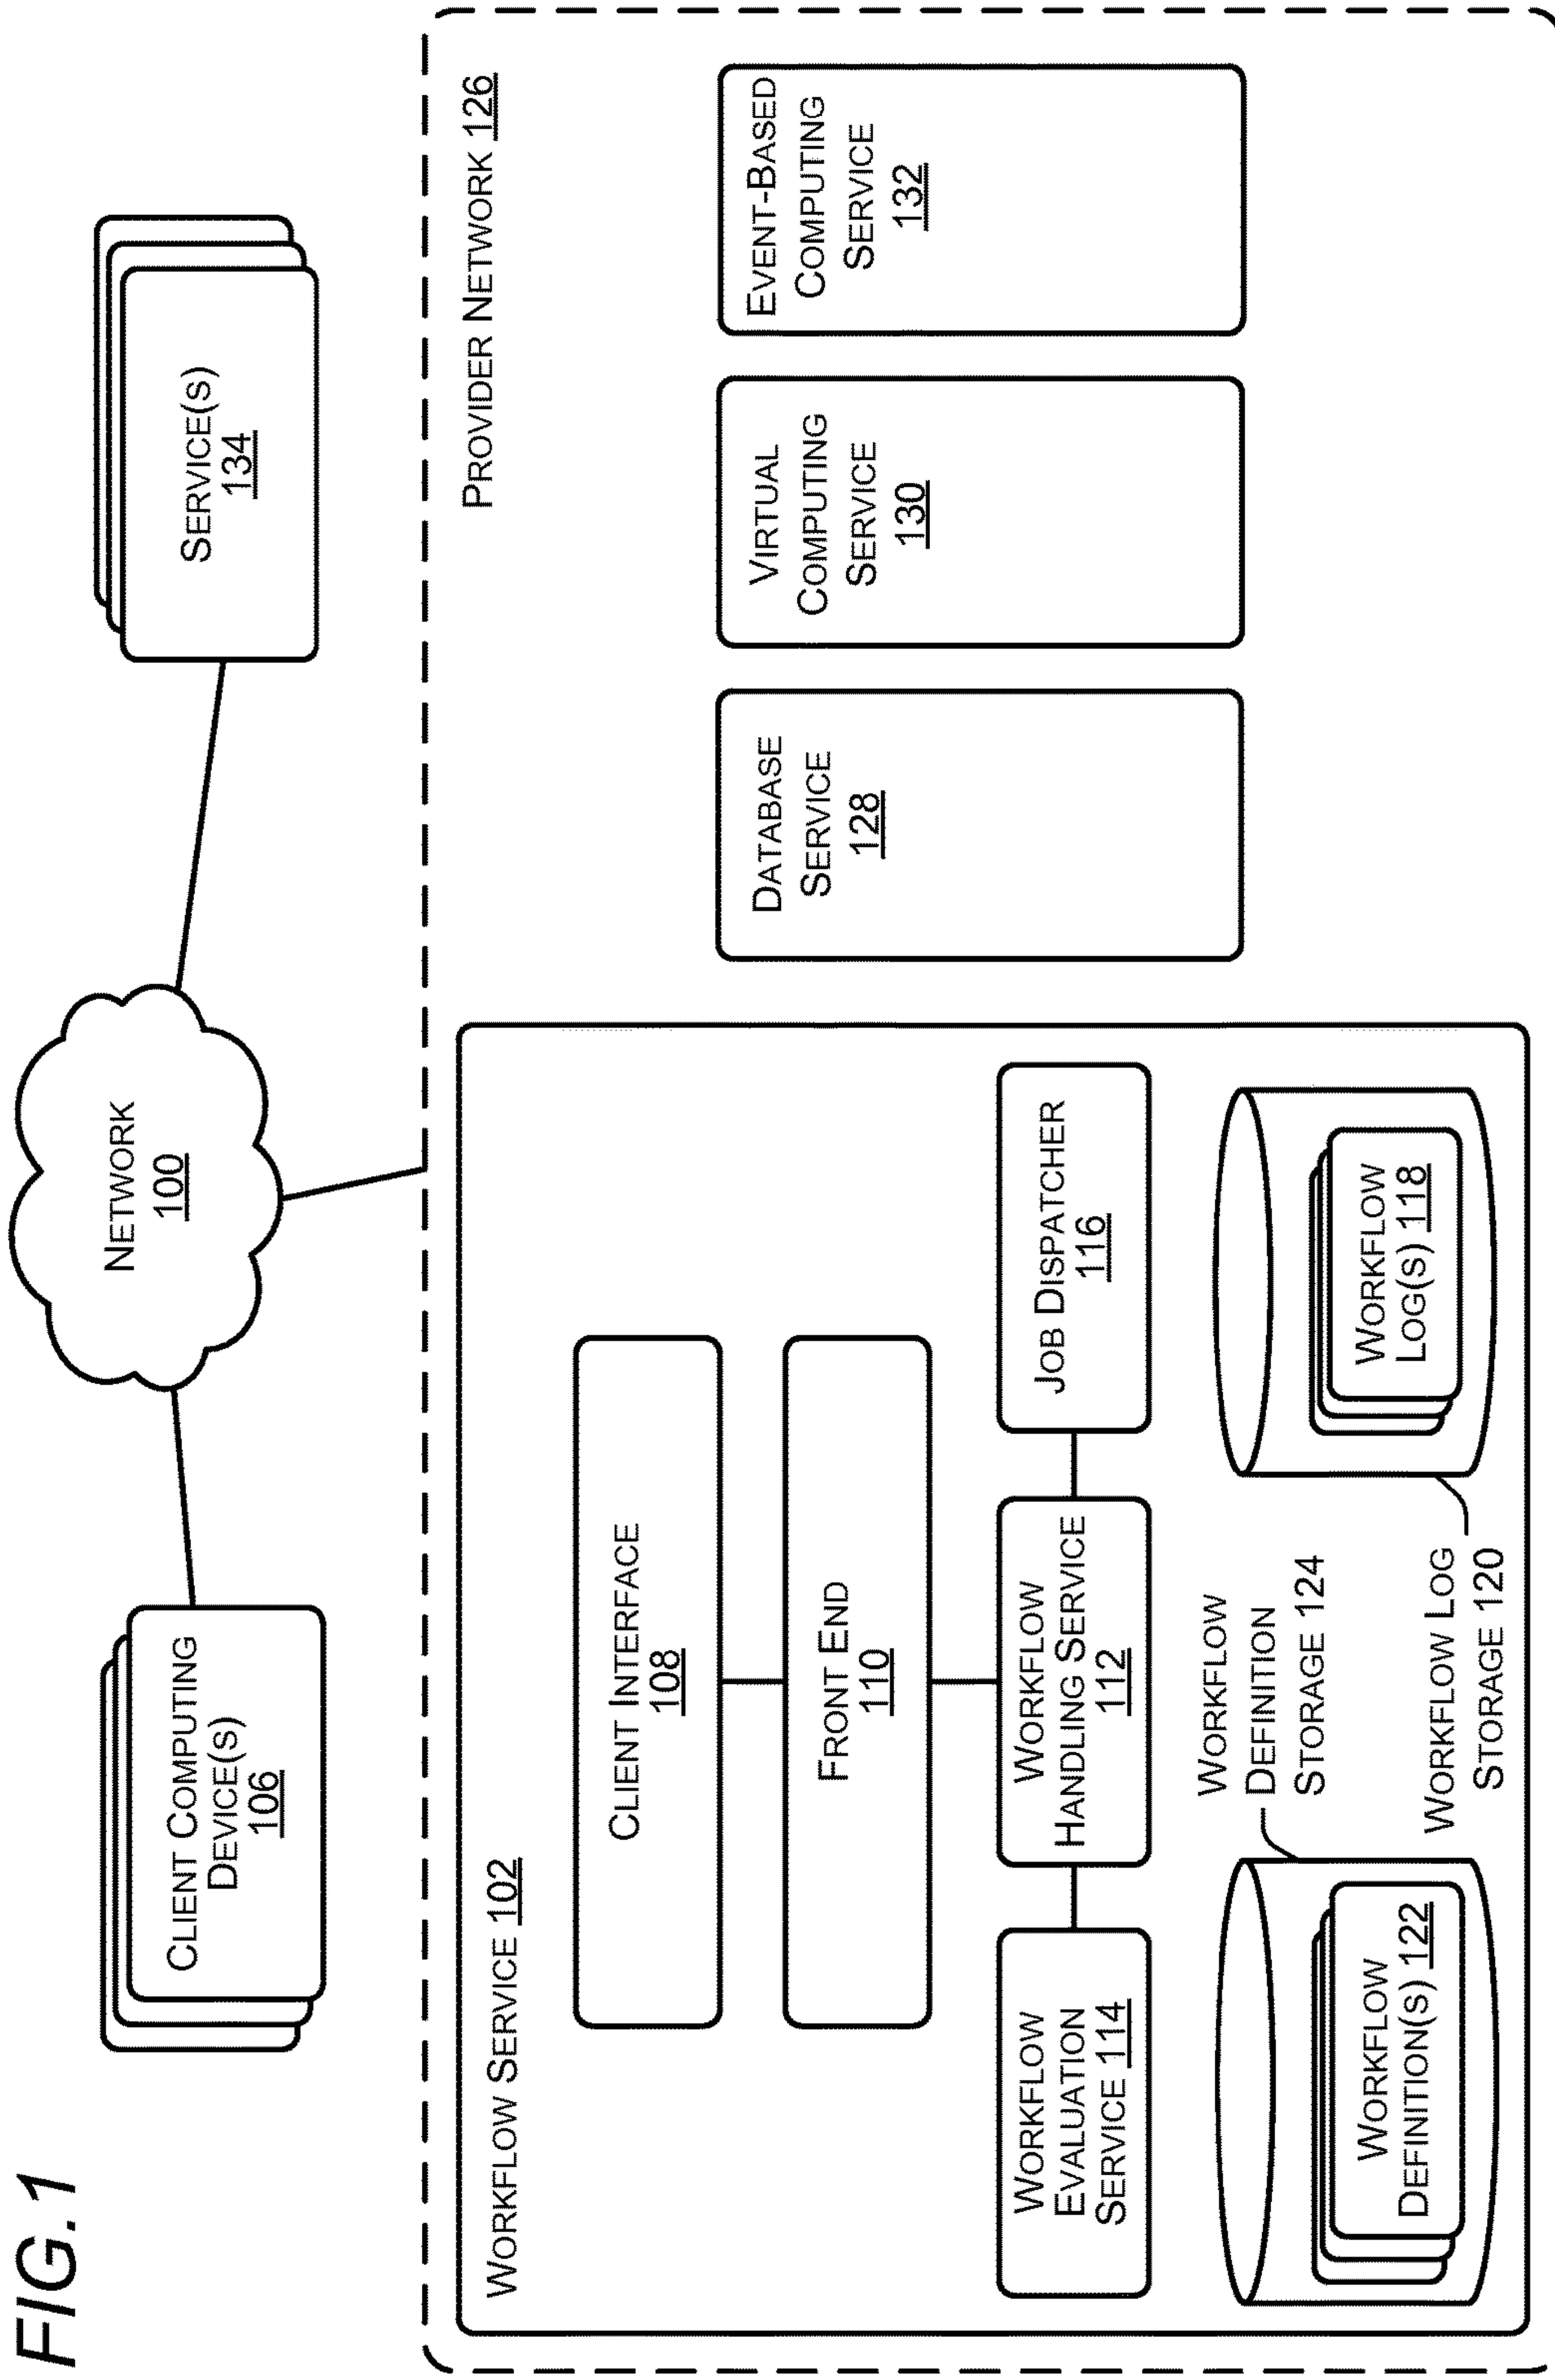 FIG.1
CLIENT COMPUTING
DEVICE(S)
106
NETWORK
100
SERVICE(S)
134
PROVIDER NETWORK 126
WORKFLOW SERVICE 102
CLIENT INTERFACE
108
FRONT END
110
WORKFLOW
EVALUATION
SERVICE 114
WORKFLOW
HANDLING SERVICE
112
JOB DISPATCHER
116
WORKFLOW
DEFINITION(S) 122
WORKFLOW
DEFINITION
STORAGE 124
WORKFLOW LOG
STORAGE 120
WORKFLOW
LOG(S) 118
DATABASE
SERVICE
128
VIRTUAL
COMPUTING
SERVICE
130
EVENT-BASED
COMPUTING
SERVICE
132